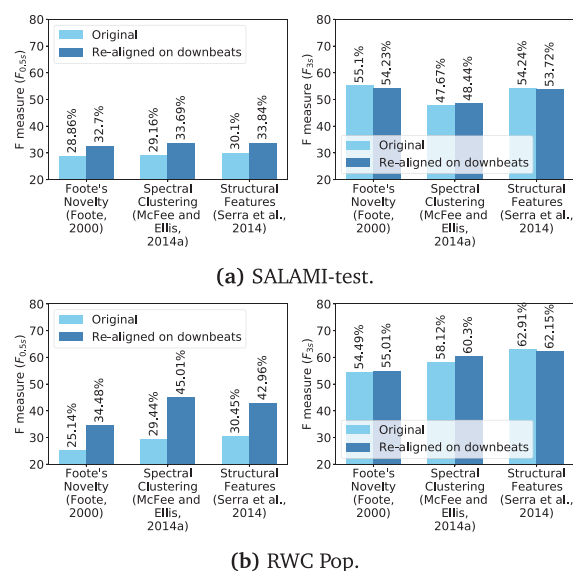 F measure (F0.5s)
80
70
60
50
40
30
20
Original
Re-aligned on downbeats
28.86%
32.7%
29.16%
33.69%
30.1%
33.84%
Foote's
Novelty
(Foote,
2000)
Spectral
Clustering
(McFee and
Ellis,
2014a)
Structural
Features
(Serra et al.,
2014)
F measure (F3s)
80
70
60
50
40
30
20
55.1%
54.23%
47.67%
48.44%
54.24%
53.72%
Original
Re-aligned on downbeats
Foote's
Novelty
(Foote,
2000)
Spectral
Clustering
(McFee and
Ellis,
2014a)
Structural
Features
(Serra et al.,
2014)
(a) SALAMI-test.
F measure (F0.5s)
80
70
60
50
40
30
20
Original
Re-aligned on downbeats
25.14%
34.48%
29.44%
45.01%
30.45%
42.96%
Foote's
Novelty
(Foote,
2000)
Spectral
Clustering
(McFee and
Ellis,
2014a)
Structural
Features
(Serra et al.,
2014)
F measure (F3s)
80
70
60
50
40
30
20
54.49%
55.01%
58.12%
60.3%
62.91%
62.15%
Original
Re-aligned on downbeats
Foote's
Novelty
(Foote,
2000)
Spectral
Clustering
(McFee and
Ellis,
2014a)
Structural
Features
(Serra et al.,
2014)
(b) RWC Pop.